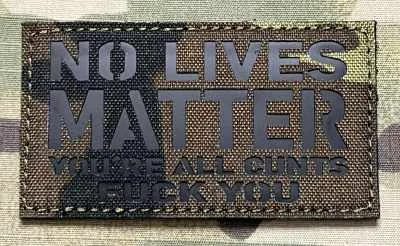 NO LIVES
MATTER
YOU'RE ALL CUNTS
FUCK YOU